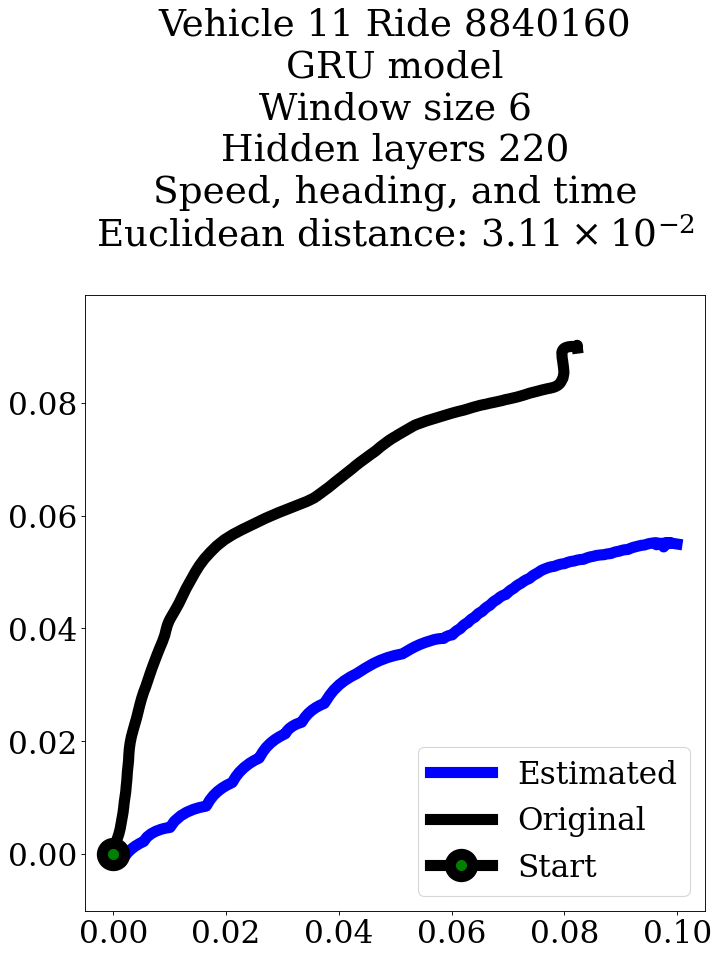 Vehicle 11 Ride 8840160
GRU model
Window size 6
Hidden layers 220
Speed, heading, and time
Euclidean distance: 3.11 × 10⁻²
0.08
0.06
0.04
0.02
0.00
Estimated
Original
Start
0.00 0.02 0.04 0.06 0.08 0.10